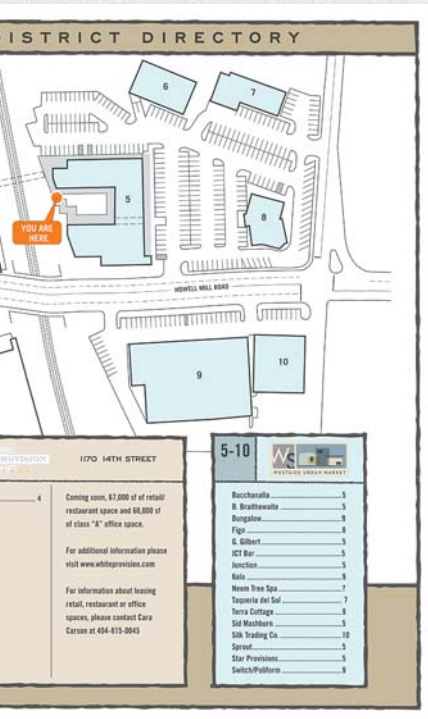 ISTRICT DIRECTORY
6
7
5
8
YOU ARE
HERE
HOWELL MILL ROAD
9
10
PROVISION
1170 14TH STREET
4
Coming soon, 67,000 sf of retail/
restaurant space and 60,000 sf
of class "A" office space.
For additional information please
visit www.whiteprovision.com
For information about leasing
retail, restaurant or office
spaces, please contact Cara
Carson at 404-815-0045
5-10
WS
WESTSIDE URBAN MARKET
Bacchanalia 5
B. Braithewaite 5
Bungalow 9
Figo 8
G. Gilbert 5
JCT Bar 5
Junction 5
Kolo 9
Neem Tree Spa 7
Taqueria del Sol 7
Terra Cottage 9
Sid Mashburn 5
Silk Trading Co. 10
Sprout 5
Star Provisions 5
Switch/Poliform 9